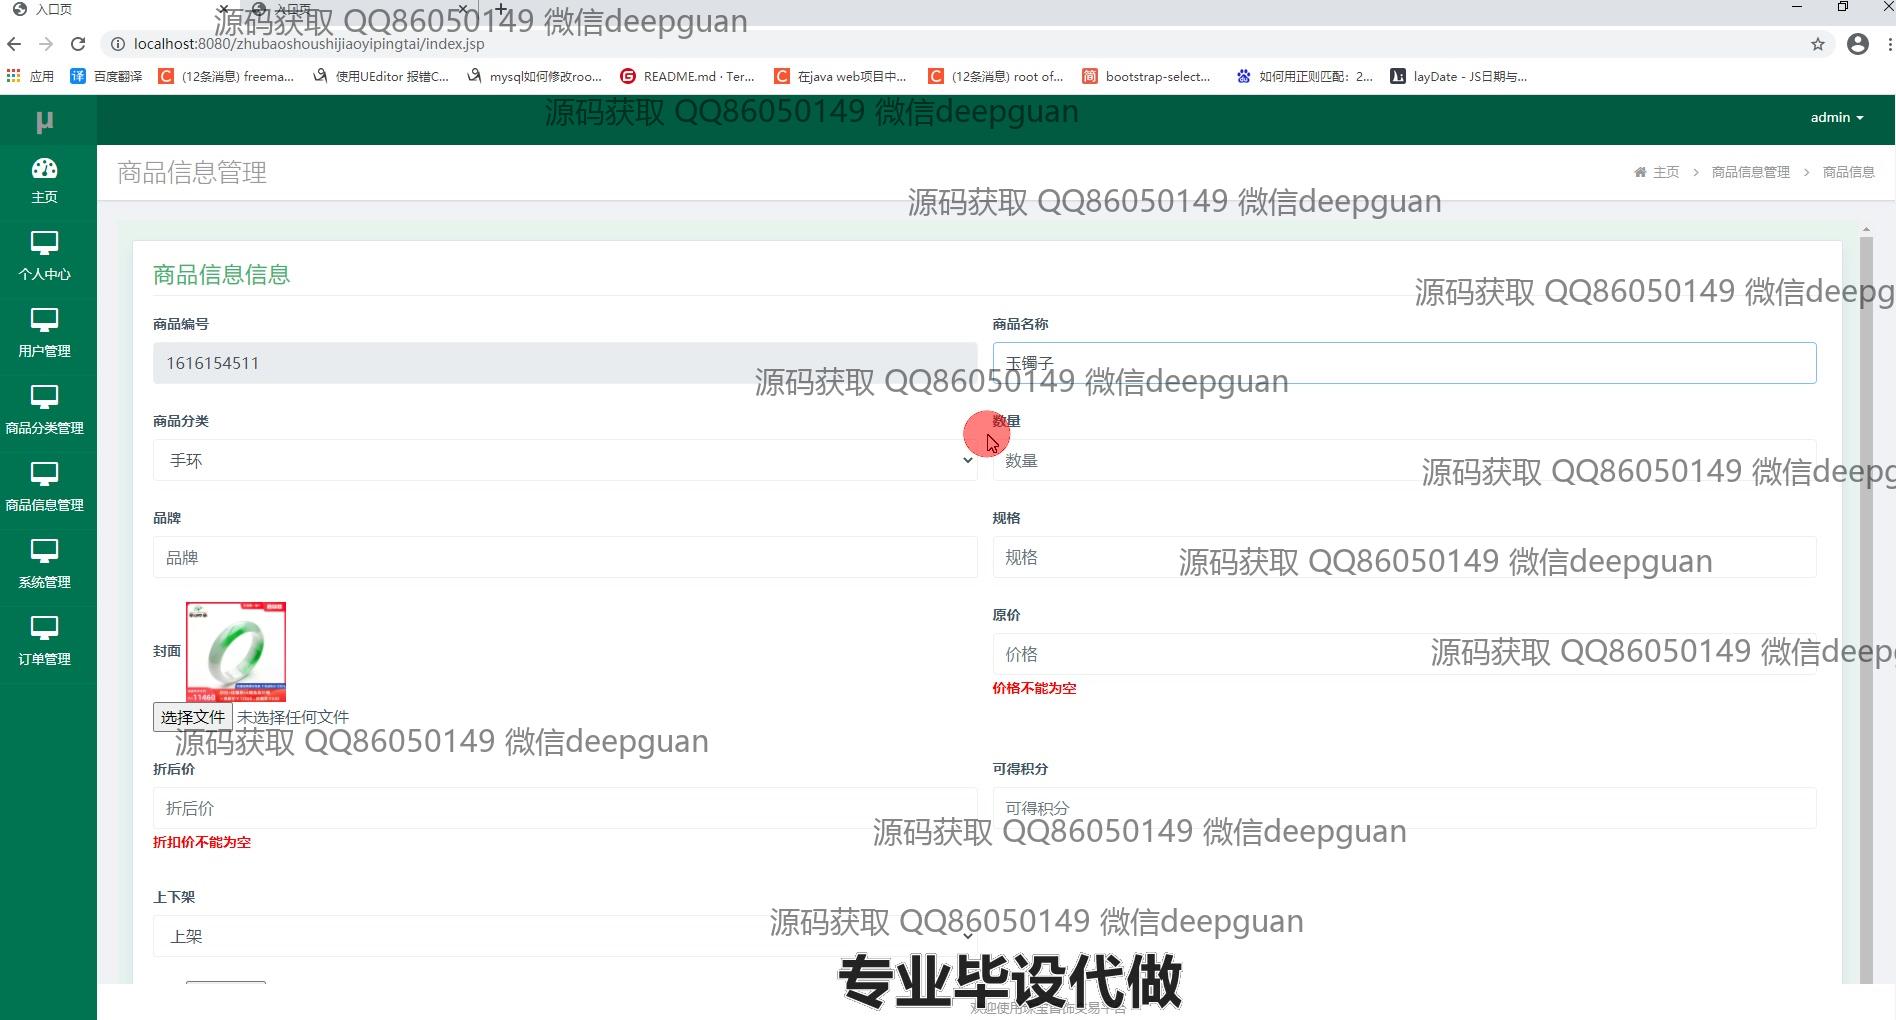 入口页
入口页
源码获取 QQ86050149 微信deepguan
localhost:8080/zhubaoshoushijiaoyipingtai/index.jsp
应用 百度翻译 (12条消息) freema... 使用UEditor 报错C... mysql如何修改roo... README.md · Ter... 在java web项目中... (12条消息) root of... bootstrap-select... 如何用正则匹配：2... layDate - JS日期与...
源码获取 QQ86050149 微信deepguan
μ
admin
商品信息管理
主页 > 商品信息管理 > 商品信息
主页
源码获取 QQ86050149 微信deepguan
个人中心
商品信息信息
源码获取 QQ86050149 微信deepg
商品编号
商品名称
用户管理
1616154511
玉镯子
源码获取 QQ86050149 微信deepguan
商品分类
数量
商品分类管理
手环
数量
源码获取 QQ86050149 微信deepg
商品信息管理
品牌
规格
品牌
规格
源码获取 QQ86050149 微信deepguan
系统管理
原价
封面
价格
源码获取 QQ86050149 微信deep
订单管理
价格不能为空
11460
选择文件 未选择任何文件
源码获取 QQ86050149 微信deepguan
折后价
可得积分
折后价
可得积分
源码获取 QQ86050149 微信deepguan
折扣价不能为空
上下架
源码获取 QQ86050149 微信deepguan
上架
专业毕设代做
欢迎使用珠宝首饰交易平台